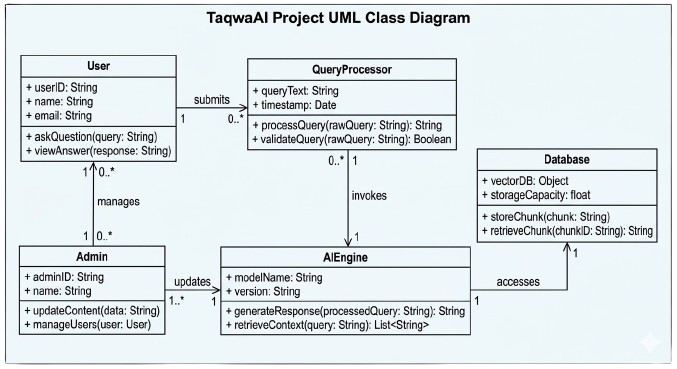 TaqwaAI Project UML Class Diagram
User
+ userID: String
+ name: String
+ email: String
+ askQuestion(query: String)
+ viewAnswer(response: String)
submits
1
0..*
QueryProcessor
+ queryText: String
+ timestamp: Date
+ processQuery(rawQuery: String): String
+ validateQuery(rawQuery: String): Boolean
1 0..*
manages
1 0..*
0..* 1
invokes
1
Database
+ vectorDB: Object
+ storageCapacity: float
+ storeChunk(chunk: String)
+ retrieveChunk(chunkID: String): String
1
Admin
+ adminID: String
+ name: String
+ updateContent(data: String)
+ manageUsers(user: User)
updates
1..* 1
AIEngine
+ modelName: String
+ version: String
+ generateResponse(processedQuery: String): String
+ retrieveContext(query: String): List<String>
accesses
1